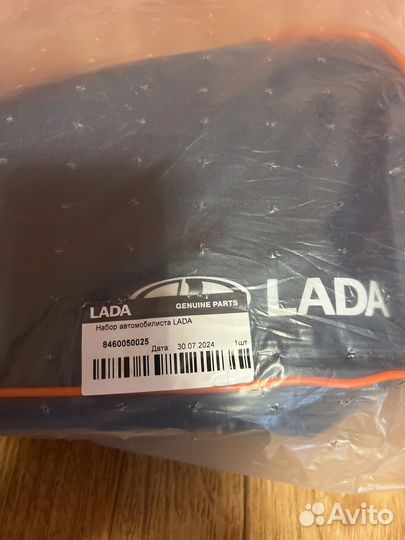 LADA
LADA GENUINE PARTS
Набор автомобилиста LADA
8460050025 Дата: 30.07.2024 1шт
Avito